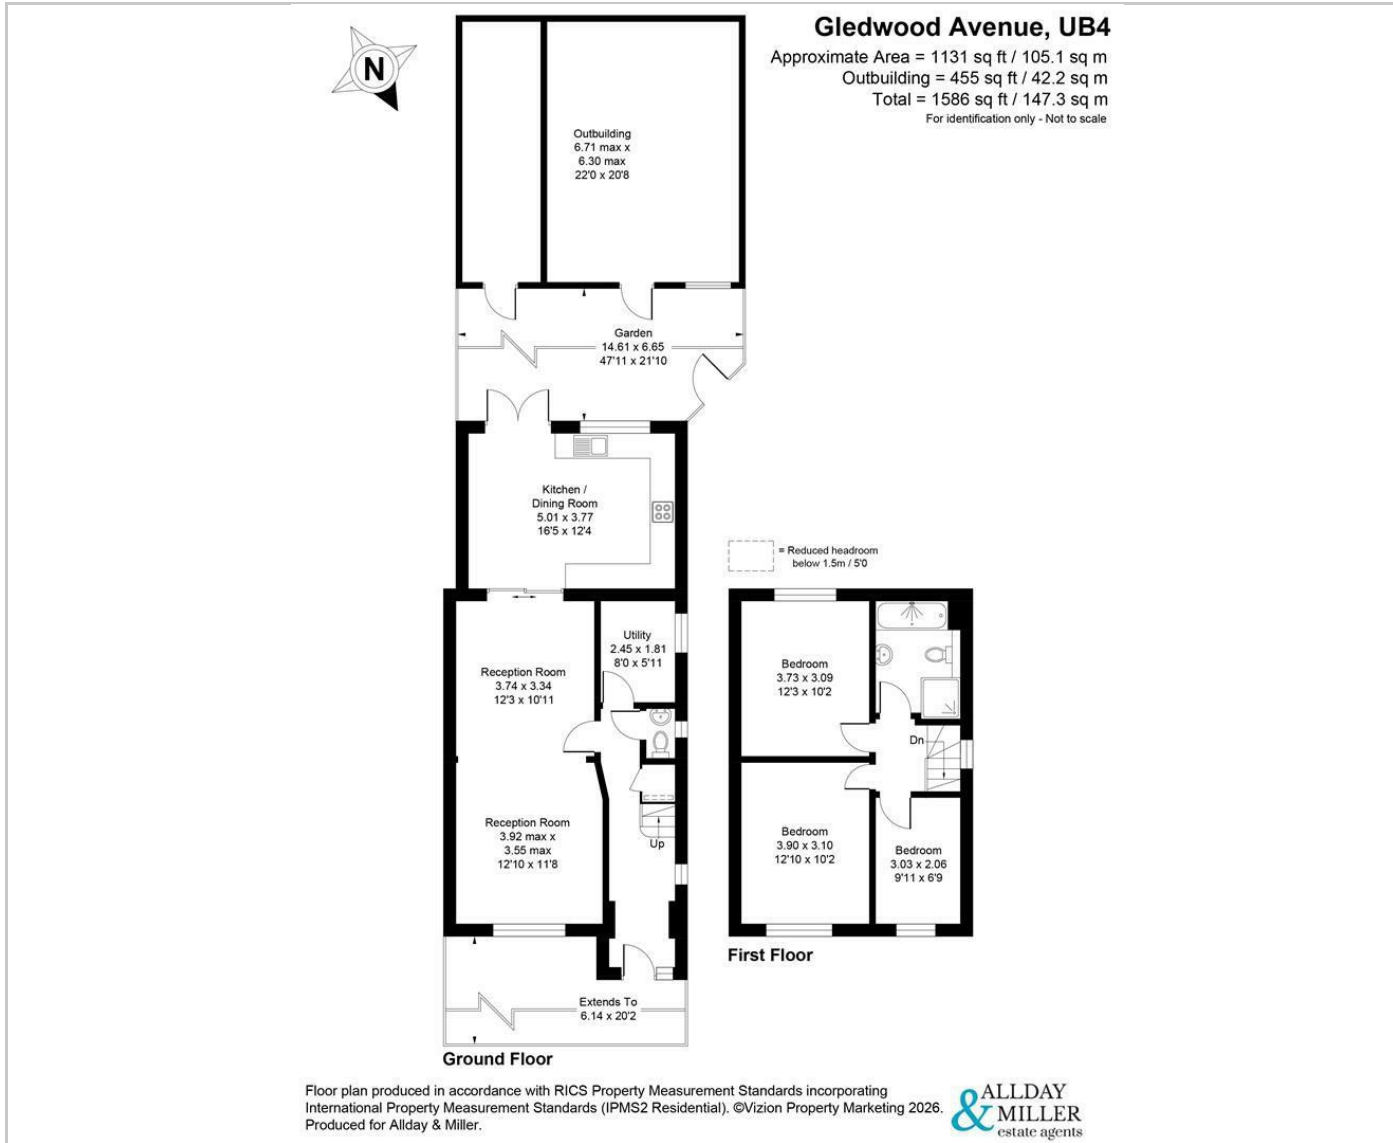 Gledwood Avenue, UB4
Approximate Area = 1131 sq ft / 105.1 sq m
Outbuilding = 455 sq ft / 42.2 sq m
Total = 1586 sq ft / 147.3 sq m
For identification only - Not to scale
N
Outbuilding
6.71 max x
6.30 max
22'0 x 20'8
Garden
14.61 x 6.65
47'11 x 21'10
Kitchen /
Dining Room
5.01 x 3.77
16'5 x 12'4
= Reduced headroom
below 1.5m / 5'0
Utility
2.45 x 1.81
8'0 x 5'11
Reception Room
3.74 x 3.34
12'3 x 10'11
Reception Room
3.92 max x
3.55 max
12'10 x 11'8
Up
Extends To
6.14 x 20'2
Ground Floor
Bedroom
3.73 x 3.09
12'3 x 10'2
Dn
Bedroom
3.90 x 3.10
12'10 x 10'2
Bedroom
3.03 x 2.06
9'11 x 6'9
First Floor
Floor plan produced in accordance with RICS Property Measurement Standards incorporating
International Property Measurement Standards (IPMS2 Residential). ©Vizion Property Marketing 2026.
Produced for Allday & Miller.
ALLDAY
& MILLER
estate agents